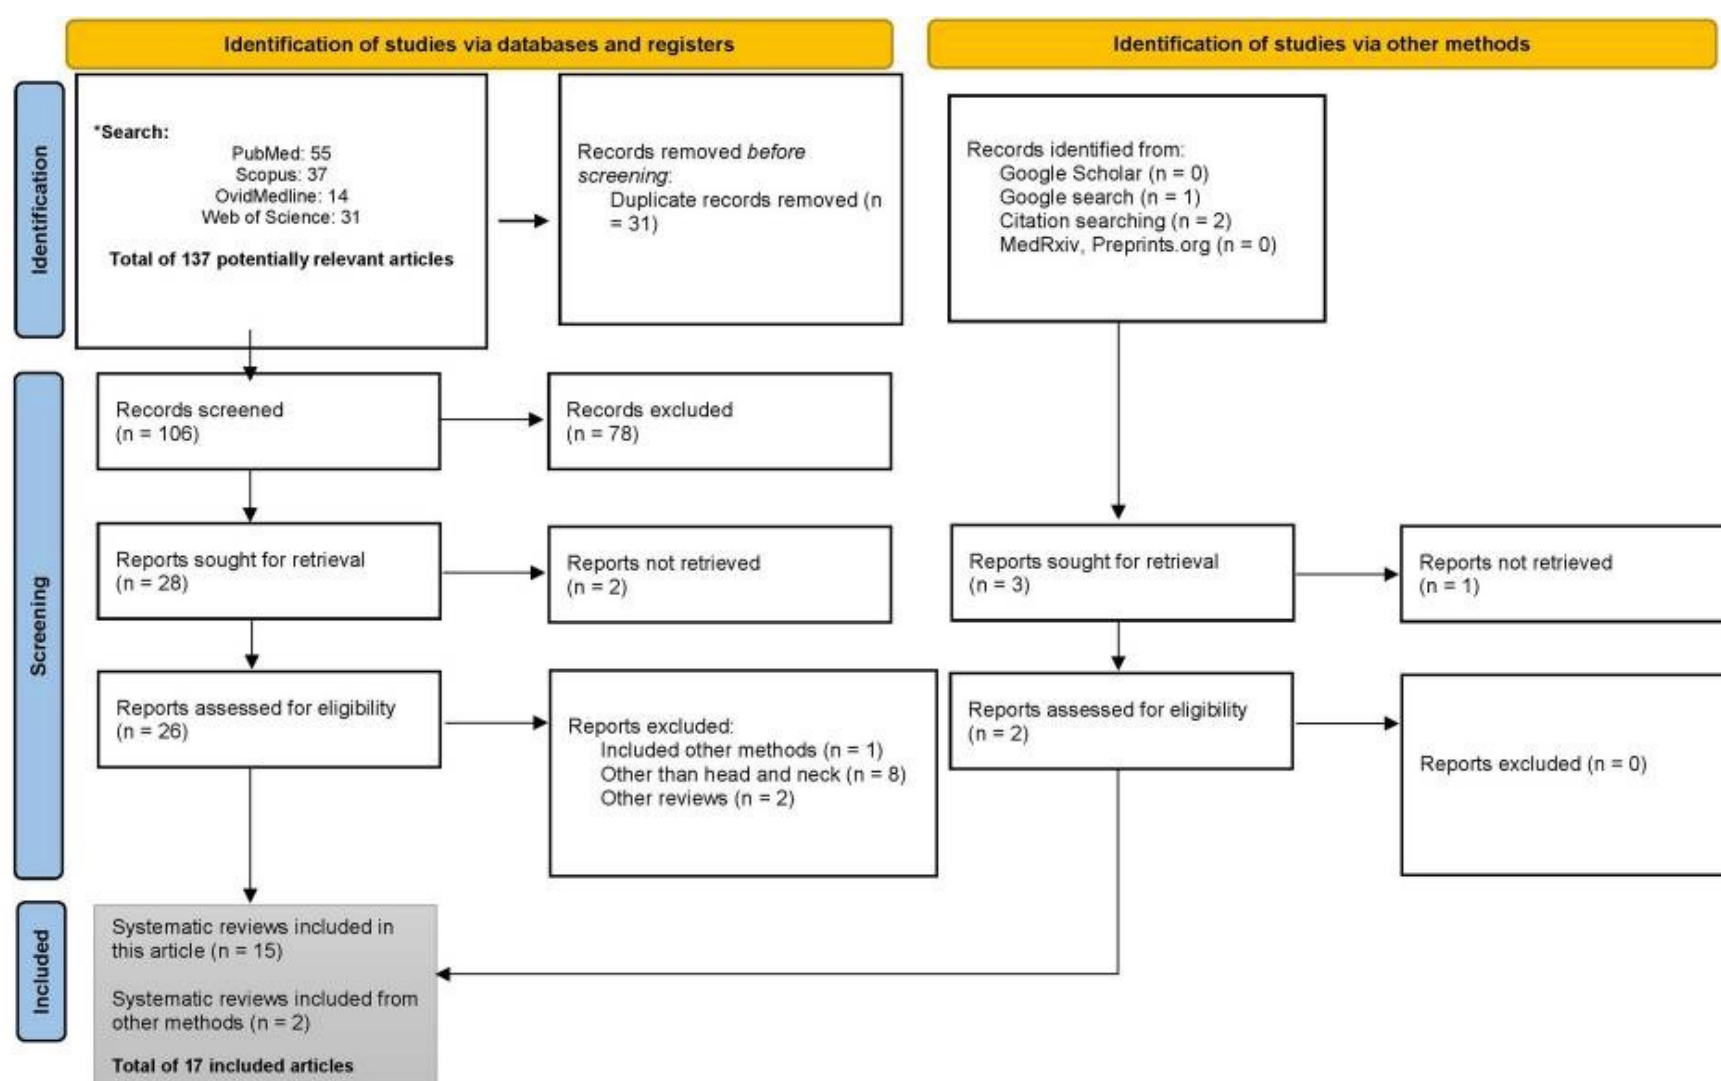 Identification of studies via databases and registers
Identification of studies via other methods
Identification
*Search:
PubMed: 55
Scopus: 37
OvidMedline: 14
Web of Science: 31
Total of 137 potentially relevant articles
Records removed before
screening:
Duplicate records removed (n
= 31)
Records identified from:
Google Scholar (n = 0)
Google search (n = 1)
Citation searching (n = 2)
MedRxiv, Preprints.org (n = 0)
Screening
Records screened
(n = 106)
Records excluded
(n = 78)
Reports sought for retrieval
(n = 28)
Reports not retrieved
(n = 2)
Reports sought for retrieval
(n = 3)
Reports not retrieved
(n = 1)
Reports assessed for eligibility
(n = 26)
Reports excluded:
Included other methods (n = 1)
Other than head and neck (n = 8)
Other reviews (n = 2)
Reports assessed for eligibility
(n = 2)
Reports excluded (n = 0)
Included
Systematic reviews included in
this article (n = 15)
Systematic reviews included from
other methods (n = 2)
Total of 17 included articles